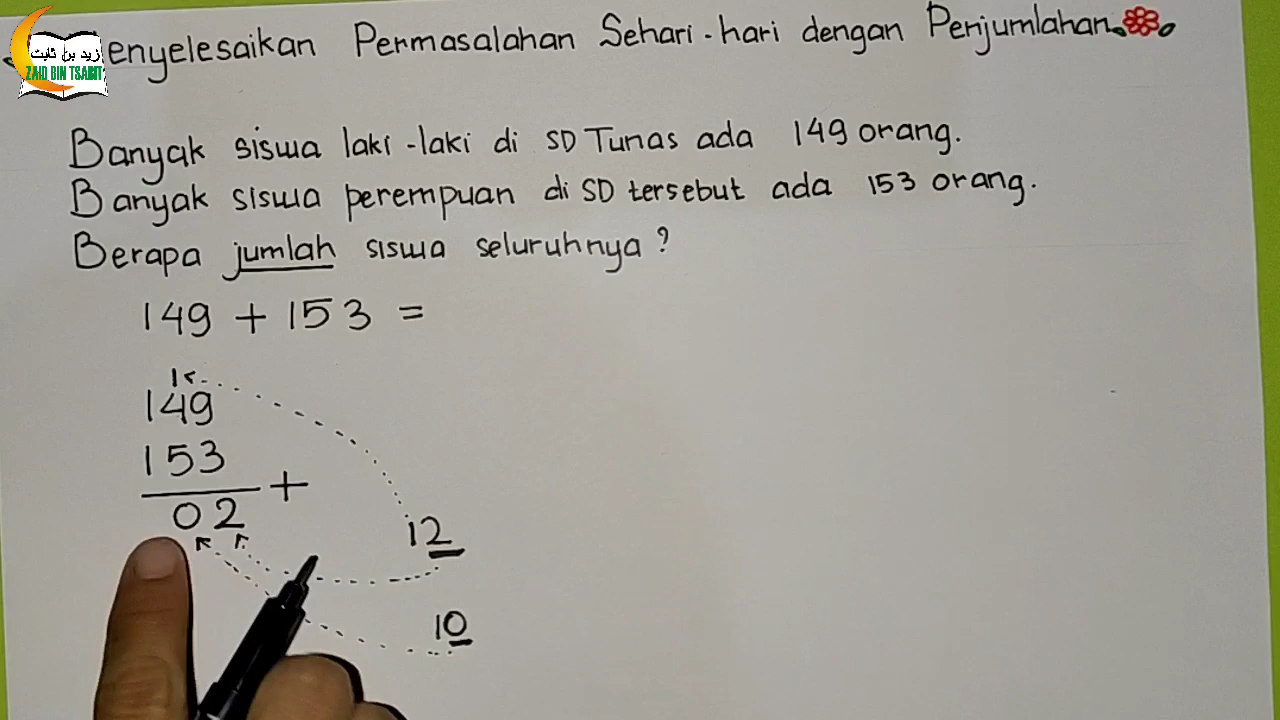 زيد بن ثابت
ZAID BIN TSABIT
enyelesaikan Permasalahan Sehari-hari dengan Penjumlahan
Banyak siswa laki-laki di SD Tunas ada 149 orang.
Banyak siswa perempuan di SD tersebut ada 153 orang.
Berapa jumlah siswa seluruhnya?
149 + 153 =
1
149
153
+
02
12
10